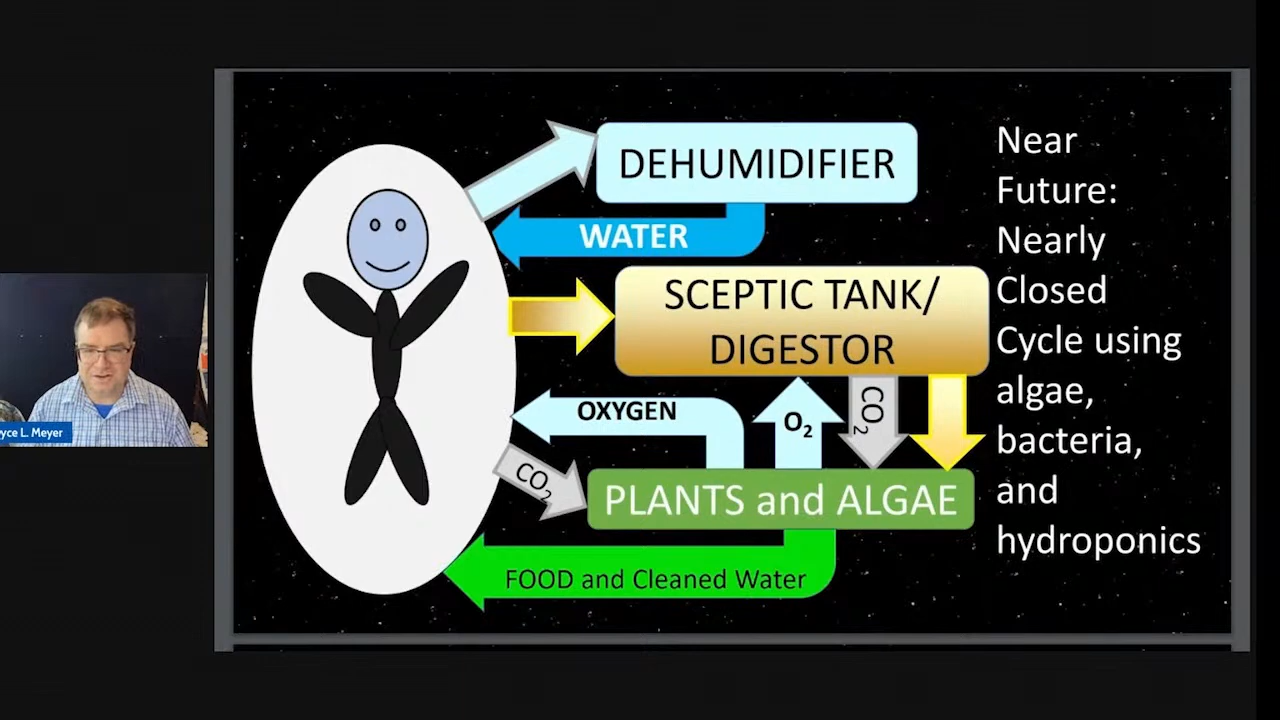 DEHUMIDIFIER
WATER
SCEPTIC TANK/
DIGESTOR
OXYGEN
O₂
CO₂
CO₂
PLANTS and ALGAE
FOOD and Cleaned Water
Near
Future:
Nearly
Closed
Cycle using
algae,
bacteria,
and
hydroponics
yce L. Meyer